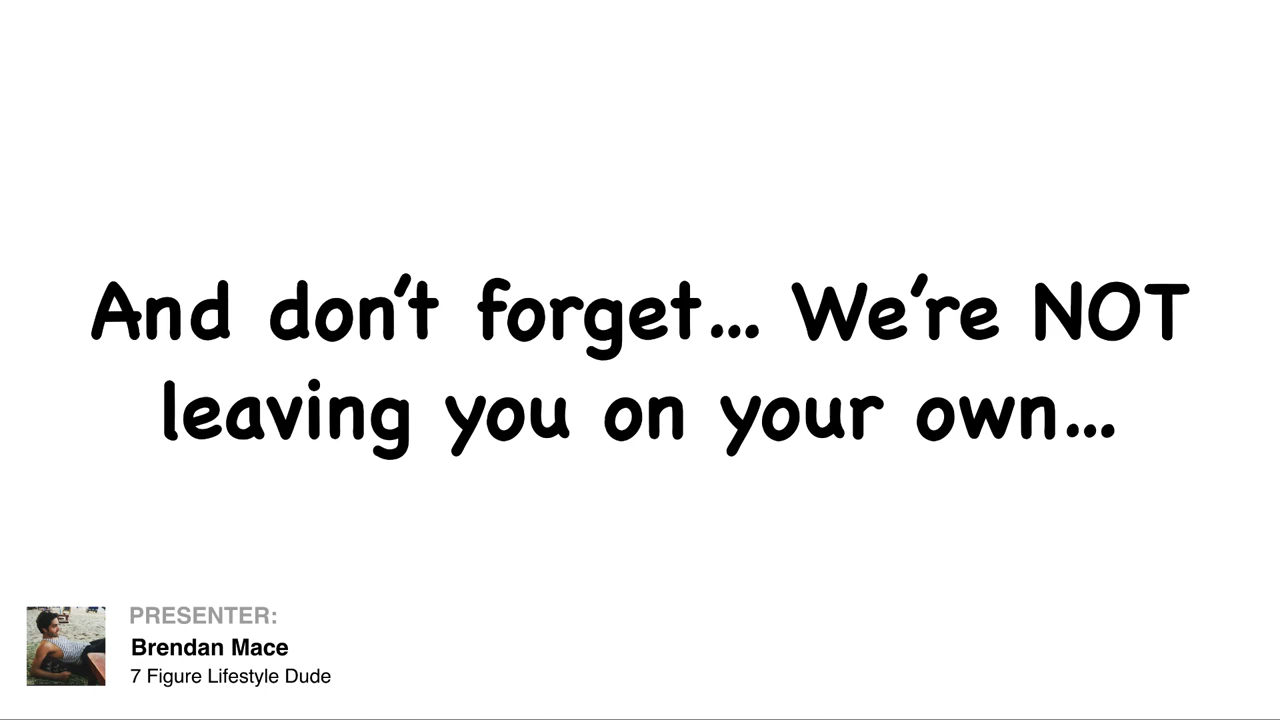 And don’t forget… We’re NOT
leaving you on your own…
PRESENTER:
Brendan Mace
7 Figure Lifestyle Dude